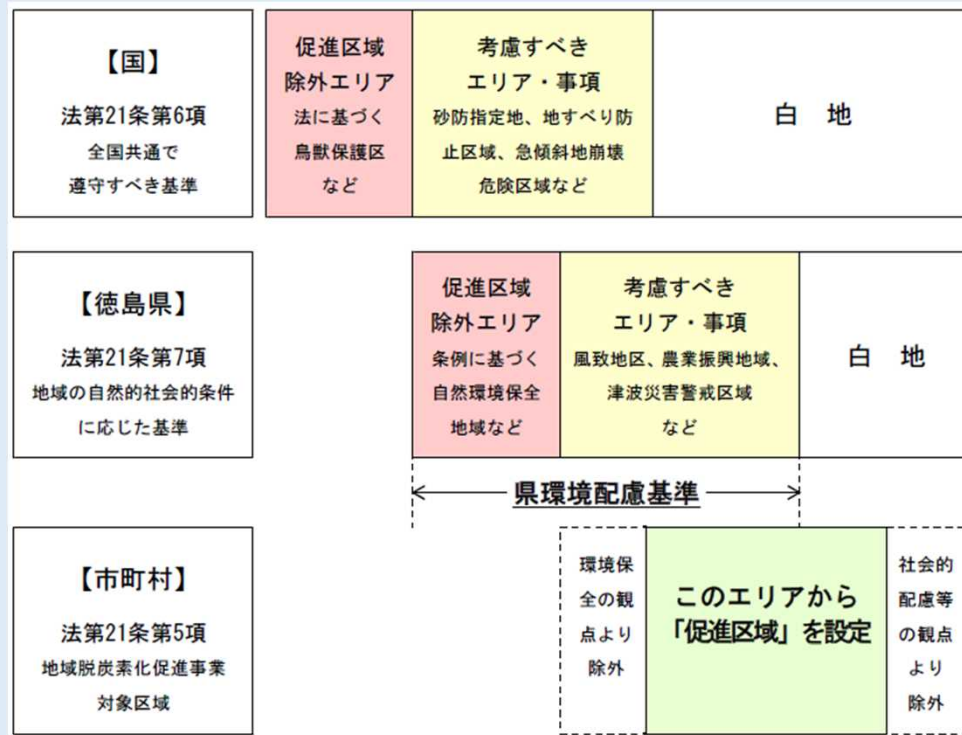 【国】
法第21条第6項
全国共通で
遵守すべき基準
促進区域
除外エリア
法に基づく
鳥獣保護区
など
考慮すべき
エリア・事項
砂防指定地、地すべり防
止区域、急傾斜地崩壊
危険区域など
白 地
【徳島県】
法第21条第7項
地域の自然的社会的条件
に応じた基準
促進区域
除外エリア
条例に基づく
自然環境保全
地域など
考慮すべき
エリア・事項
風致地区、農業振興地域、
津波災害警戒区域
など
白 地
県環境配慮基準
【市町村】
法第21条第5項
地域脱炭素化促進事業
対象区域
環境保
全の観
点より
除外
このエリアから
「促進区域」を設定
社会的
配慮等
の観点
より
除外